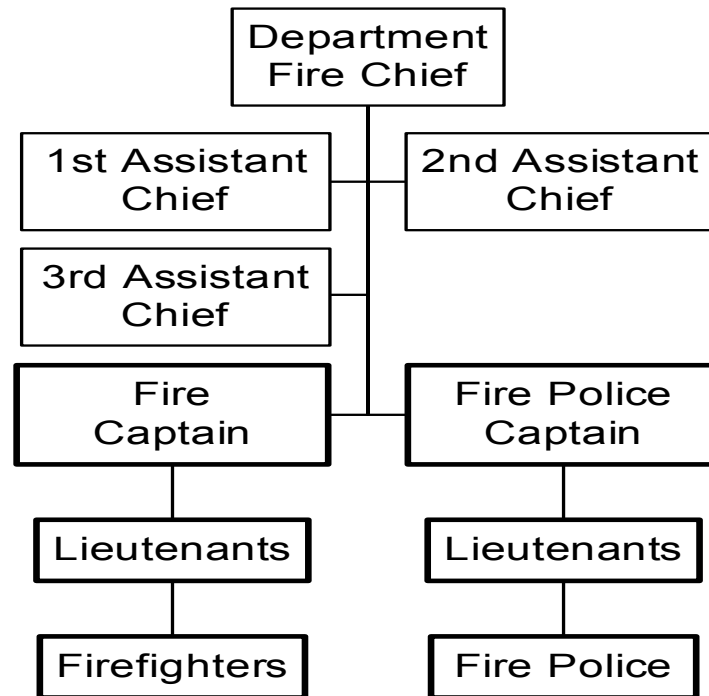 Department
Fire Chief
1st Assistant
Chief
2nd Assistant
Chief
3rd Assistant
Chief
Fire
Captain
Fire Police
Captain
Lieutenants
Lieutenants
Firefighters
Fire Police